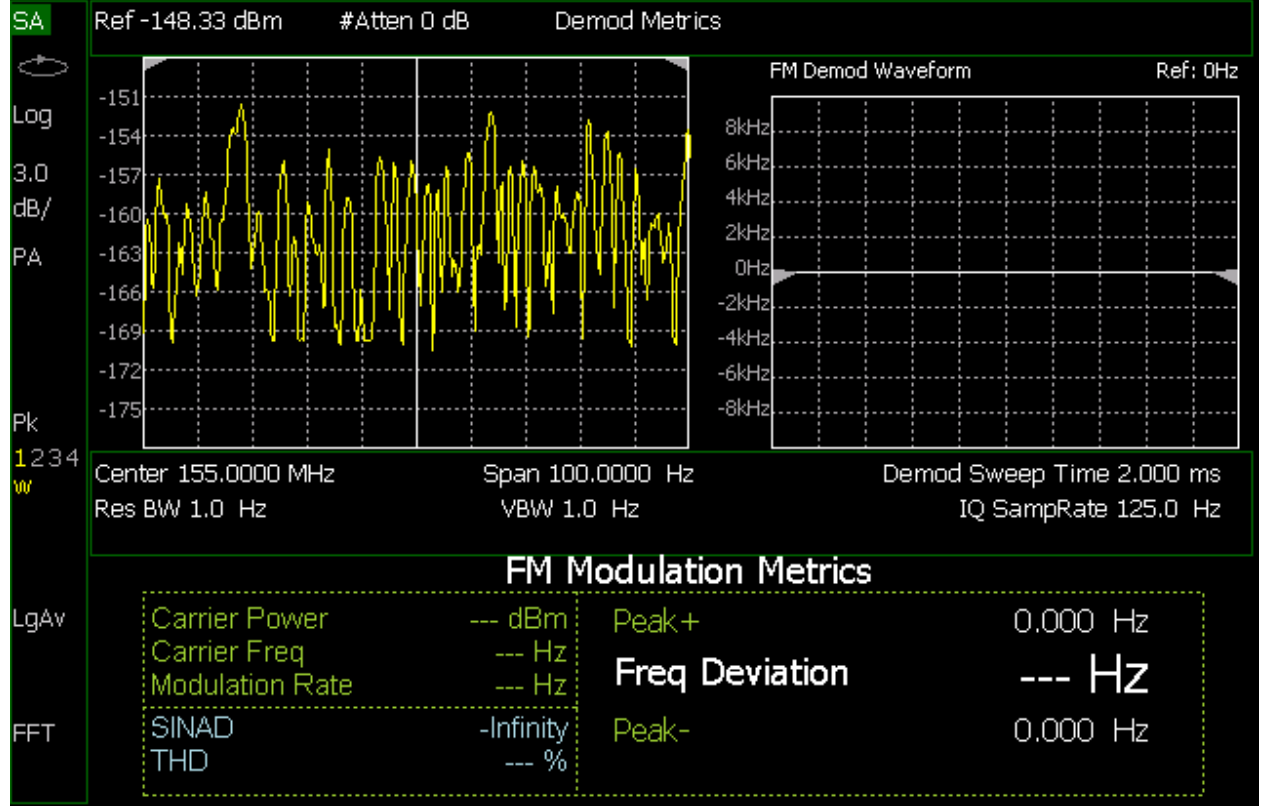 SA
Ref -148.33 dBm #Atten 0 dB Demod Metrics
Log
3.0
dB/
PA
Pk
1234
W
LgAv
FFT
-151
-154
-157
-160
-163
-166
-169
-172
-175
FM Demod Waveform Ref: 0Hz
8kHz
6kHz
4kHz
2kHz
0Hz
-2kHz
-4kHz
-6kHz
-8kHz
Center 155.0000 MHz Span 100.0000 Hz Demod Sweep Time 2.000 ms
Res BW 1.0 Hz VBW 1.0 Hz IQ SampRate 125.0 Hz
FM Modulation Metrics
Carrier Power --- dBm
Carrier Freq --- Hz
Modulation Rate --- Hz
SINAD -Infinity
THD --- %
Peak+ 0.000 Hz
Freq Deviation --- Hz
Peak- 0.000 Hz